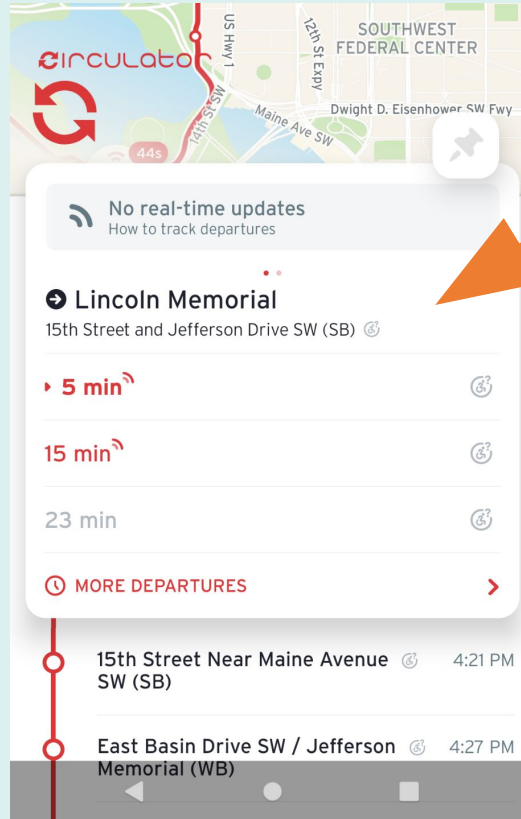 US Hwy 1
12th St Expy
SOUTHWEST
FEDERAL CENTER
Circulator
Dwight D. Eisenhower SW Fwy
Maine Ave SW
14th St SW
44s
No real-time updates
How to track departures
Lincoln Memorial
15th Street and Jefferson Drive SW (SB)
5 min
15 min
23 min
MORE DEPARTURES
15th Street Near Maine Avenue 4:21 PM
SW (SB)
East Basin Drive SW / Jefferson 4:27 PM
Memorial (WB)